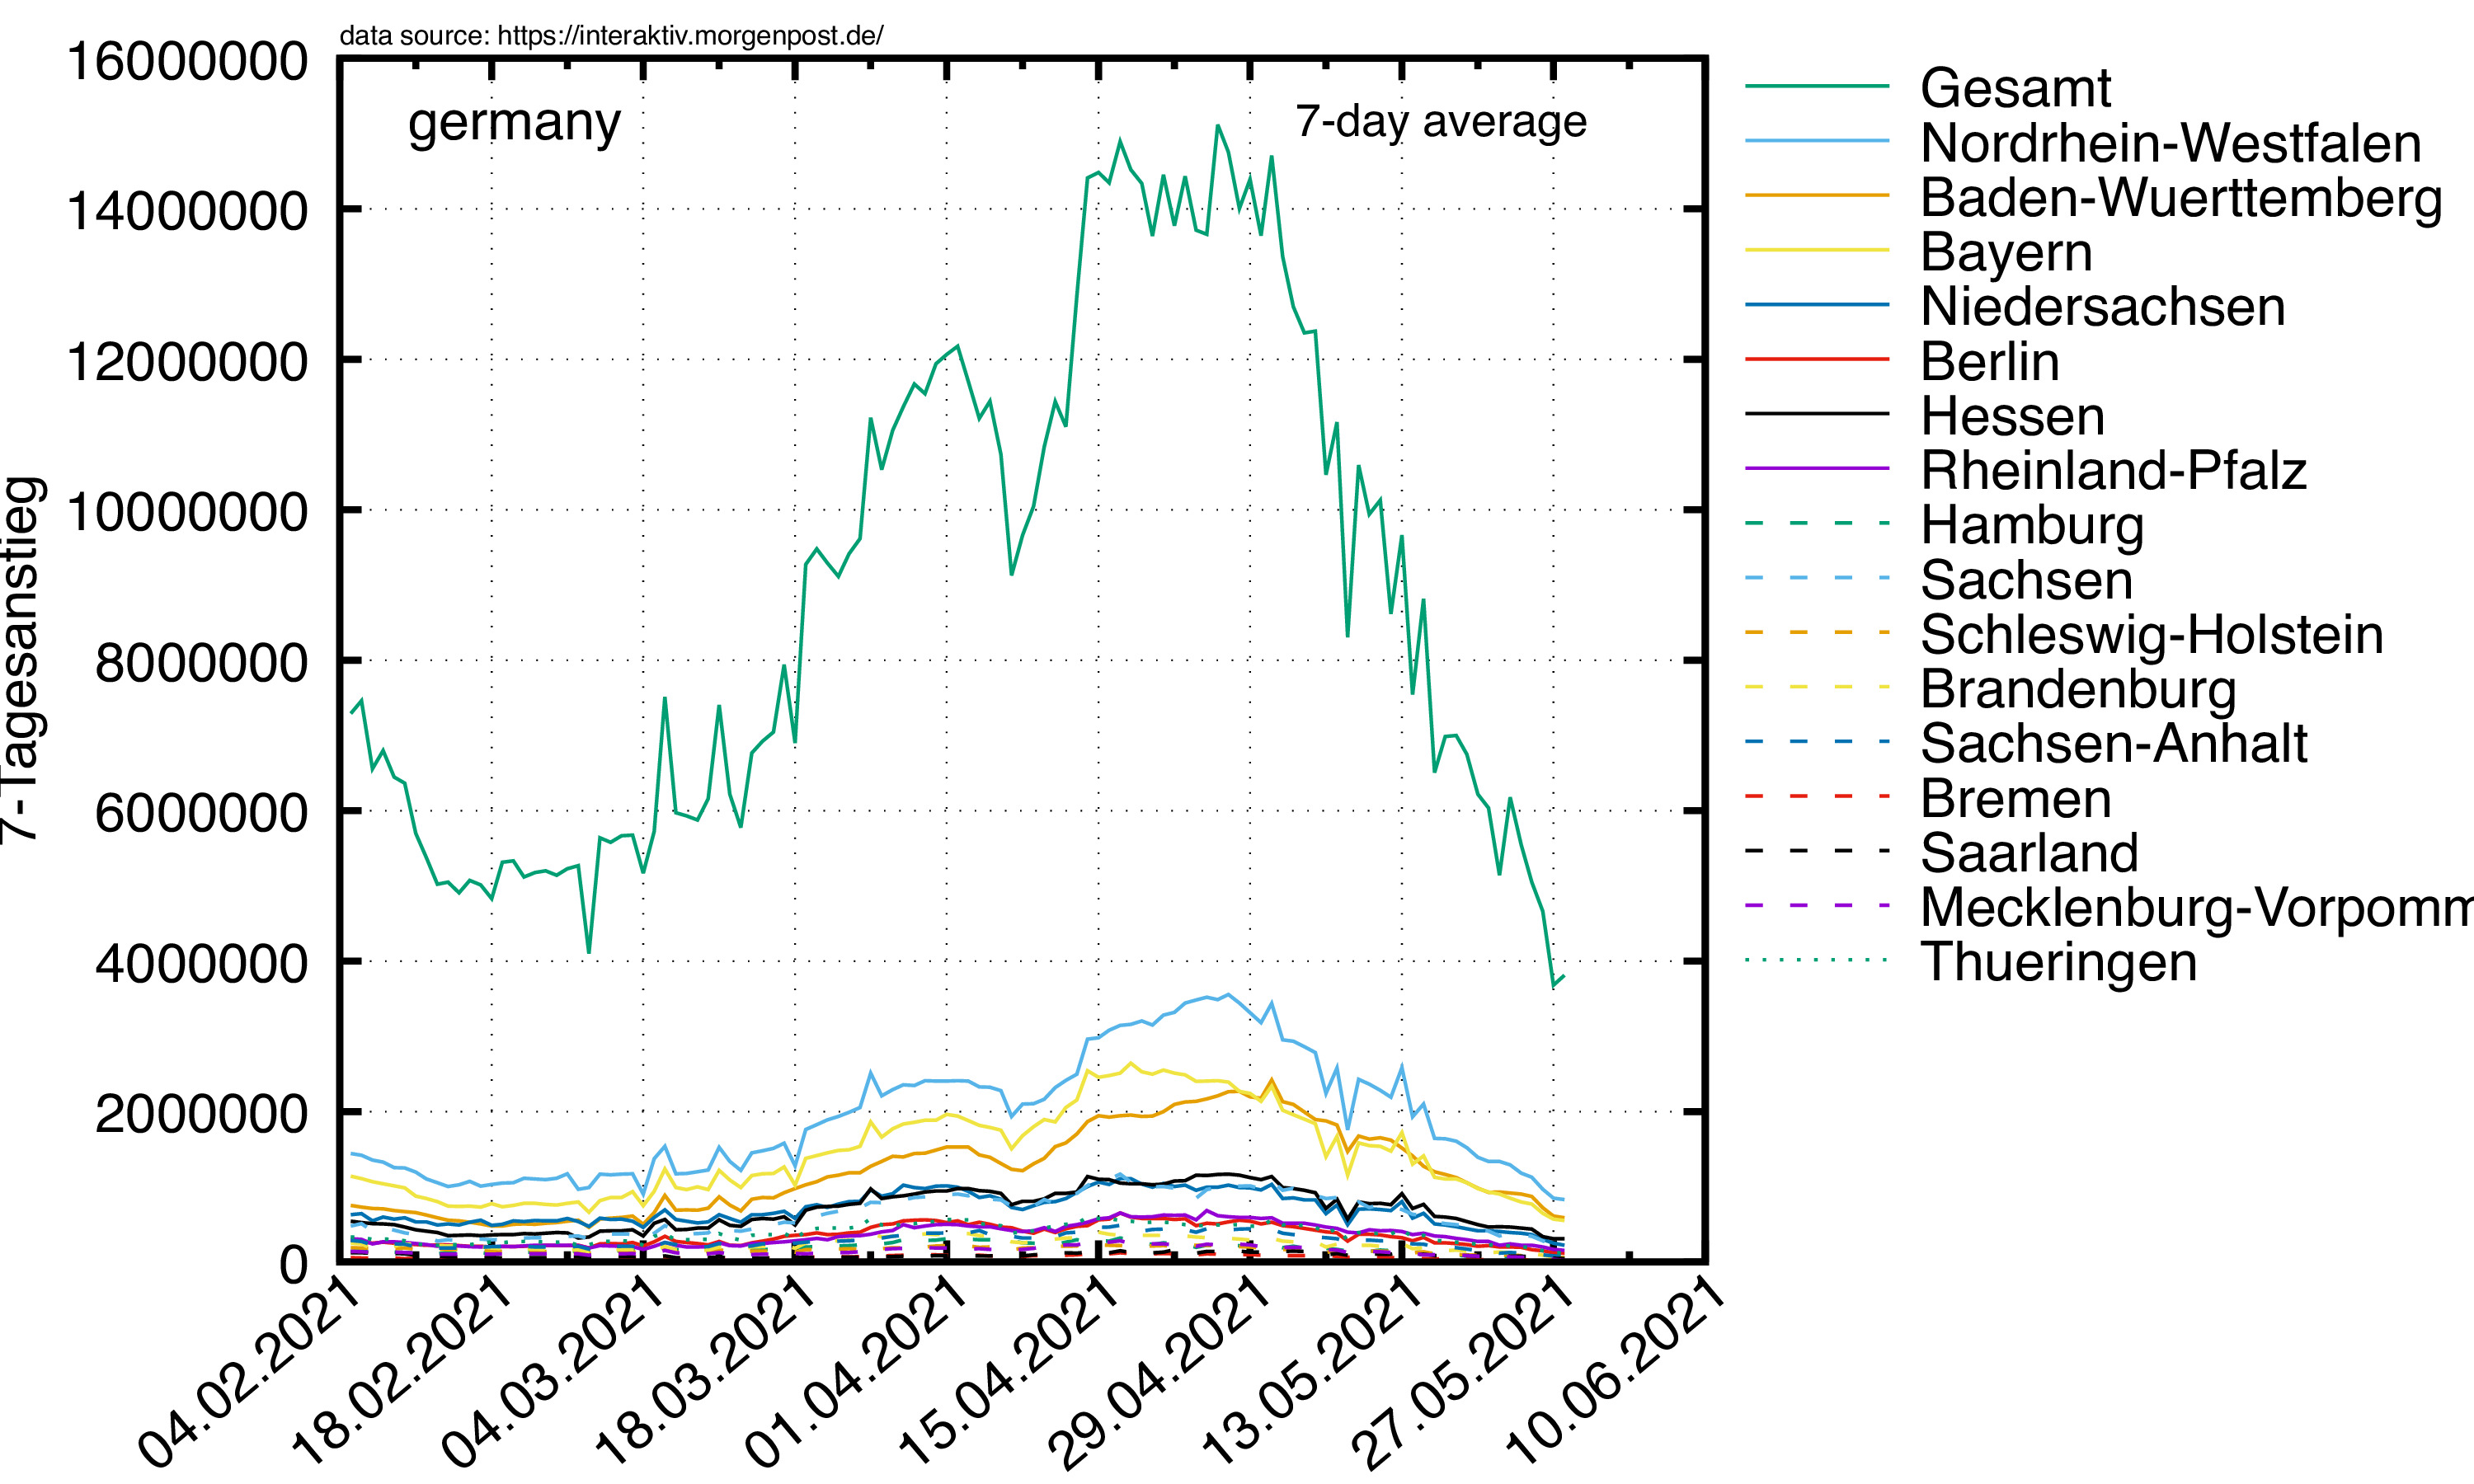 data source: https://interaktiv.morgenpost.de/
germany
7-day average
7-Tagesanstieg
16000000
14000000
12000000
10000000
8000000
6000000
4000000
2000000
0
04.02.2021
18.02.2021
04.03.2021
18.03.2021
01.04.2021
15.04.2021
29.04.2021
13.05.2021
27.05.2021
10.06.2021
Gesamt
Nordrhein-Westfalen
Baden-Wuerttemberg
Bayern
Niedersachsen
Berlin
Hessen
Rheinland-Pfalz
Hamburg
Sachsen
Schleswig-Holstein
Brandenburg
Sachsen-Anhalt
Bremen
Saarland
Mecklenburg-Vorpomm
Thueringen